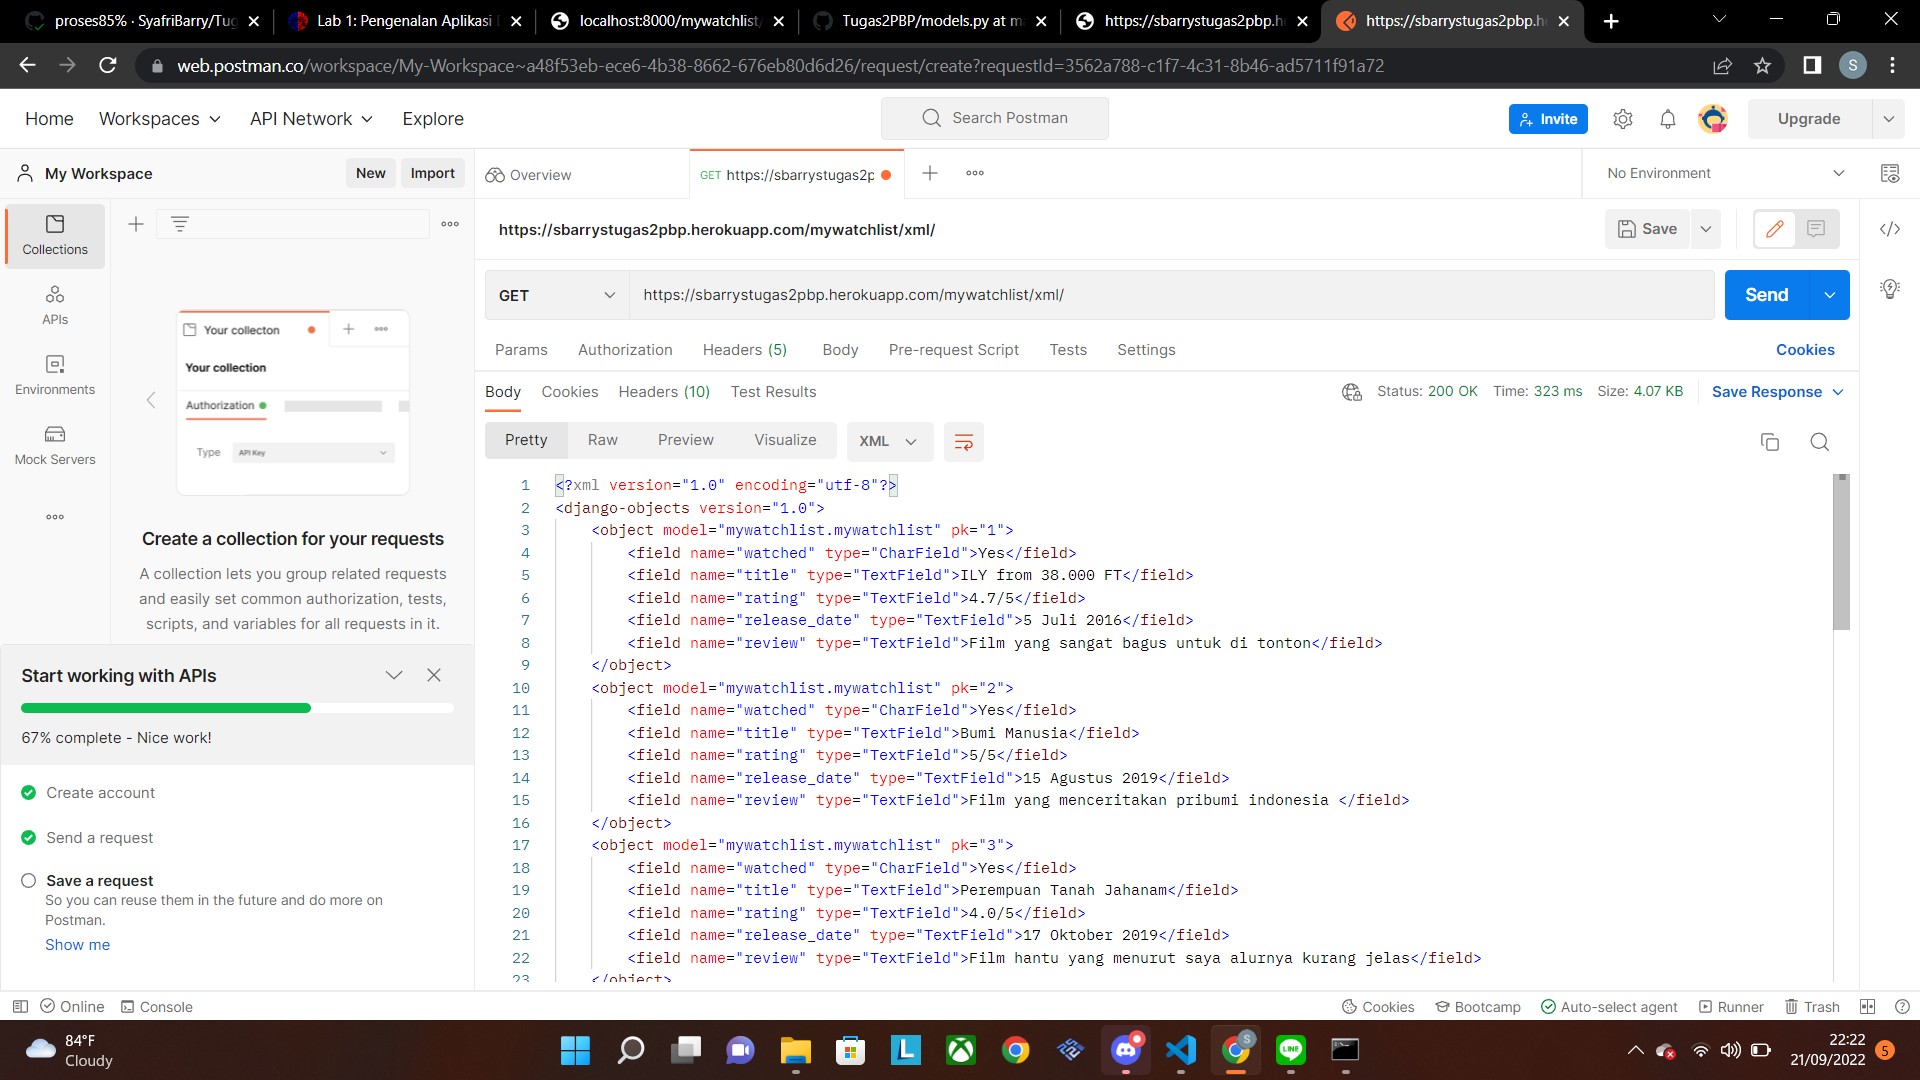 proses85% · SyafriBarry/Tug
Lab 1: Pengenalan Aplikasi D
localhost:8000/mywatchlist/
Tugas2PBP/models.py at m
https://sbarrystugas2pbp.h
https://sbarrystugas2pbp.h
web.postman.co/workspace/My-Workspace~a48f53eb-ece6-4b38-8662-676eb80d6d26/request/create?requestId=3562a788-c1f7-4c31-8b46-ad5711f91a72
S
Home Workspaces API Network Explore
Search Postman
Invite
Upgrade
My Workspace
New Import
Overview
GET https://sbarrystugas2p
No Environment
Collections
APIs
Environments
Mock Servers
Your collecton
Your collection
Authorization
Type API Key
Create a collection for your requests
A collection lets you group related requests
and easily set common authorization, tests,
scripts, and variables for all requests in it.
Start working with APIs
67% complete - Nice work!
Create account
Send a request
Save a request
So you can reuse them in the future and do more on
Postman.
Show me
https://sbarrystugas2pbp.herokuapp.com/mywatchlist/xml/
Save
GET https://sbarrystugas2pbp.herokuapp.com/mywatchlist/xml/ Send
Params Authorization Headers (5) Body Pre-request Script Tests Settings Cookies
Body Cookies Headers (10) Test Results Status: 200 OK Time: 323 ms Size: 4.07 KB Save Response
Pretty Raw Preview Visualize XML
1 <?xml version="1.0" encoding="utf-8"?>
2 <django-objects version="1.0">
3 <object model="mywatchlist.mywatchlist" pk="1">
4 <field name="watched" type="CharField">Yes</field>
5 <field name="title" type="TextField">ILY from 38.000 FT</field>
6 <field name="rating" type="TextField">4.7/5</field>
7 <field name="release_date" type="TextField">5 Juli 2016</field>
8 <field name="review" type="TextField">Film yang sangat bagus untuk di tonton</field>
9 </object>
10 <object model="mywatchlist.mywatchlist" pk="2">
11 <field name="watched" type="CharField">Yes</field>
12 <field name="title" type="TextField">Bumi Manusia</field>
13 <field name="rating" type="TextField">5/5</field>
14 <field name="release_date" type="TextField">15 Agustus 2019</field>
15 <field name="review" type="TextField">Film yang menceritakan pribumi indonesia </field>
16 </object>
17 <object model="mywatchlist.mywatchlist" pk="3">
18 <field name="watched" type="CharField">Yes</field>
19 <field name="title" type="TextField">Perempuan Tanah Jahanam</field>
20 <field name="rating" type="TextField">4.0/5</field>
21 <field name="release_date" type="TextField">17 Oktober 2019</field>
22 <field name="review" type="TextField">Film hantu yang menurut saya alurnya kurang jelas</field>
23 </object>
Online Console
Cookies Bootcamp Auto-select agent Runner Trash
84°F
Cloudy
S
LINE
22:22
21/09/2022
5